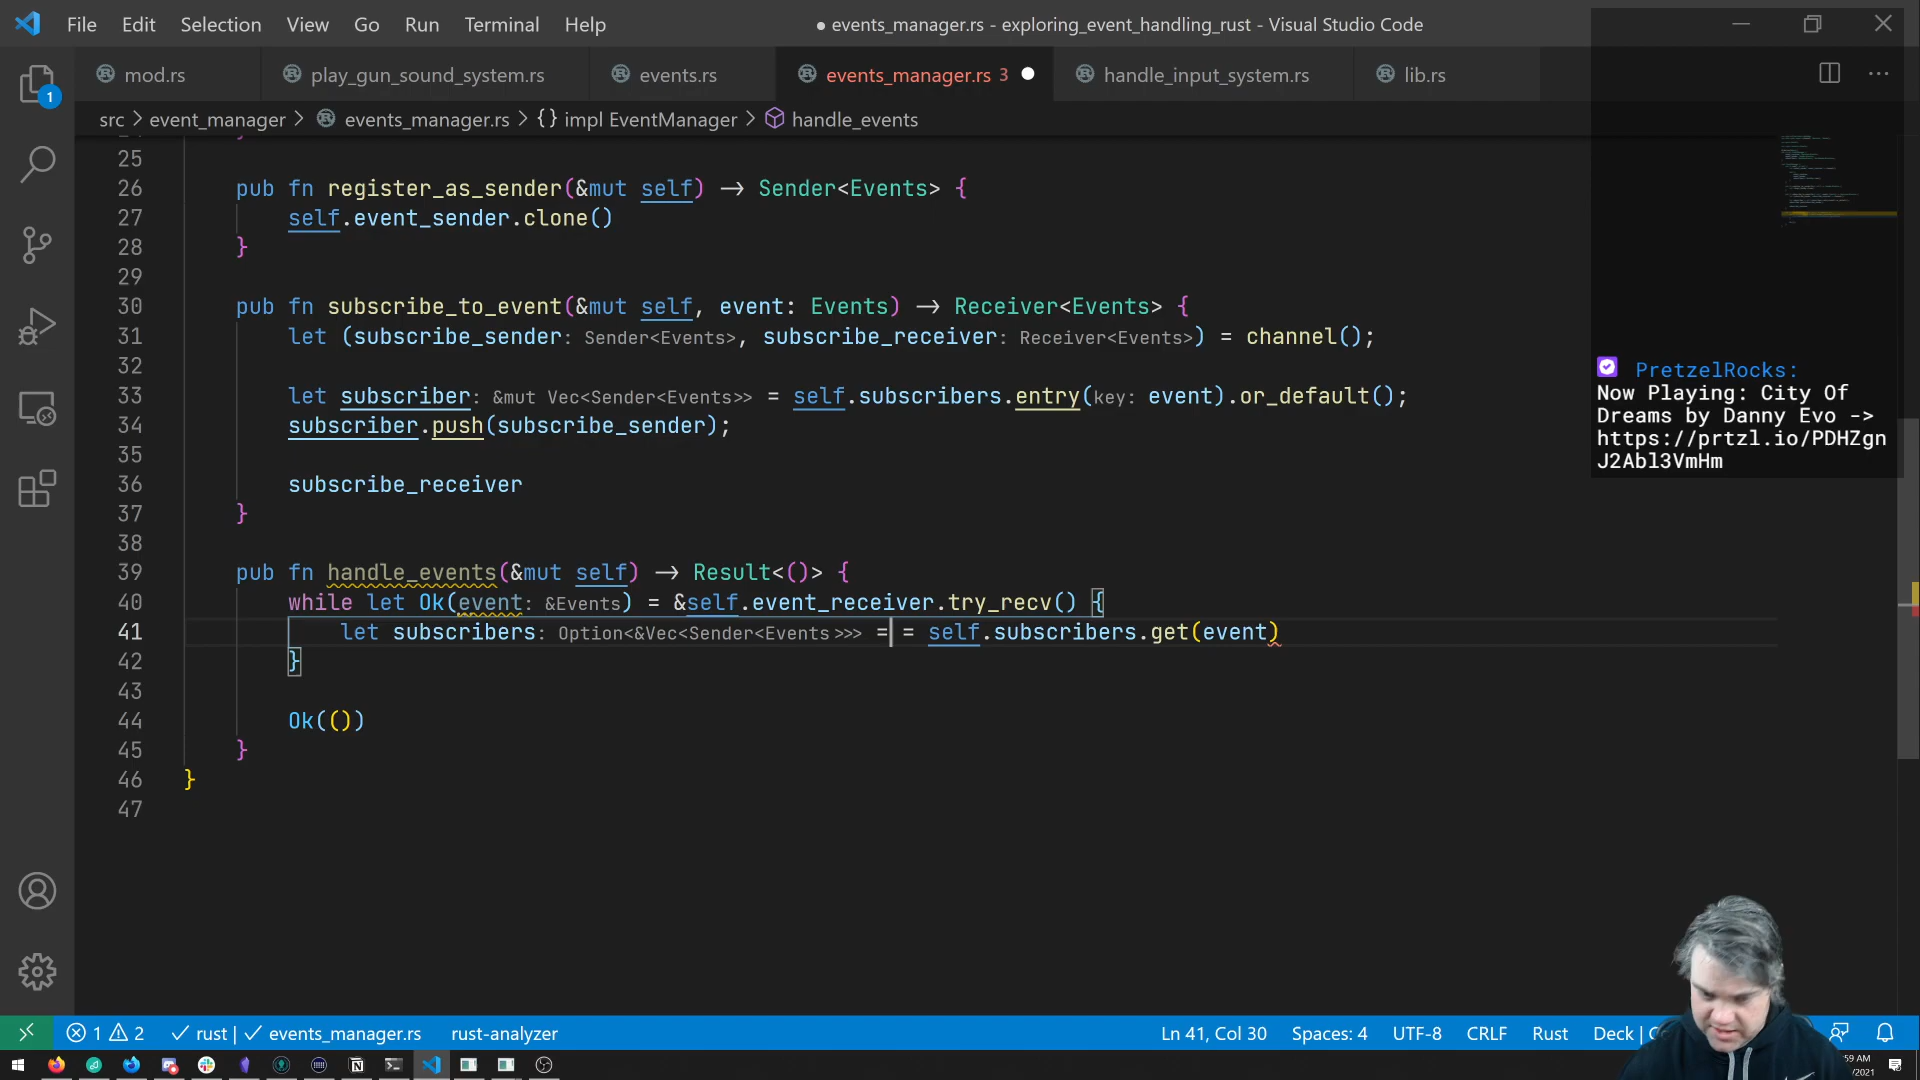 File Edit Selection View Go Run Terminal Help
● events_manager.rs - exploring_event_handling_rust - Visual Studio Code
mod.rs play_gun_sound_system.rs events.rs events_manager.rs 3 handle_input_system.rs lib.rs
src > event_manager > events_manager.rs > {} impl EventManager > handle_events
1
25
26 pub fn register_as_sender(&mut self) -> Sender<Events> {
27 self.event_sender.clone()
28 }
29
30 pub fn subscribe_to_event(&mut self, event: Events) -> Receiver<Events> {
31 let (subscribe_sender: Sender<Events>, subscribe_receiver: Receiver<Events>) = channel();
32
33 let subscriber: &mut Vec<Sender<Events>> = self.subscribers.entry(key: event).or_default();
34 subscriber.push(subscribe_sender);
35
36 subscribe_receiver
37 }
38
39 pub fn handle_events(&mut self) -> Result<()> {
40 while let Ok(event: &Events) = &self.event_receiver.try_recv() {
41 let subscribers: Option<&Vec<Sender<Events>>> = = self.subscribers.get(event)
42 }
43
44 Ok(())
45 }
46 }
47
PretzelRocks:
Now Playing: City Of
Dreams by Danny Evo ->
https://prtzl.io/PDHZgn
J2Abl3VmHm
1 2 rust | events_manager.rs rust-analyzer Ln 41, Col 30 Spaces: 4 UTF-8 CRLF Rust Deck |
:59 AM
/2021